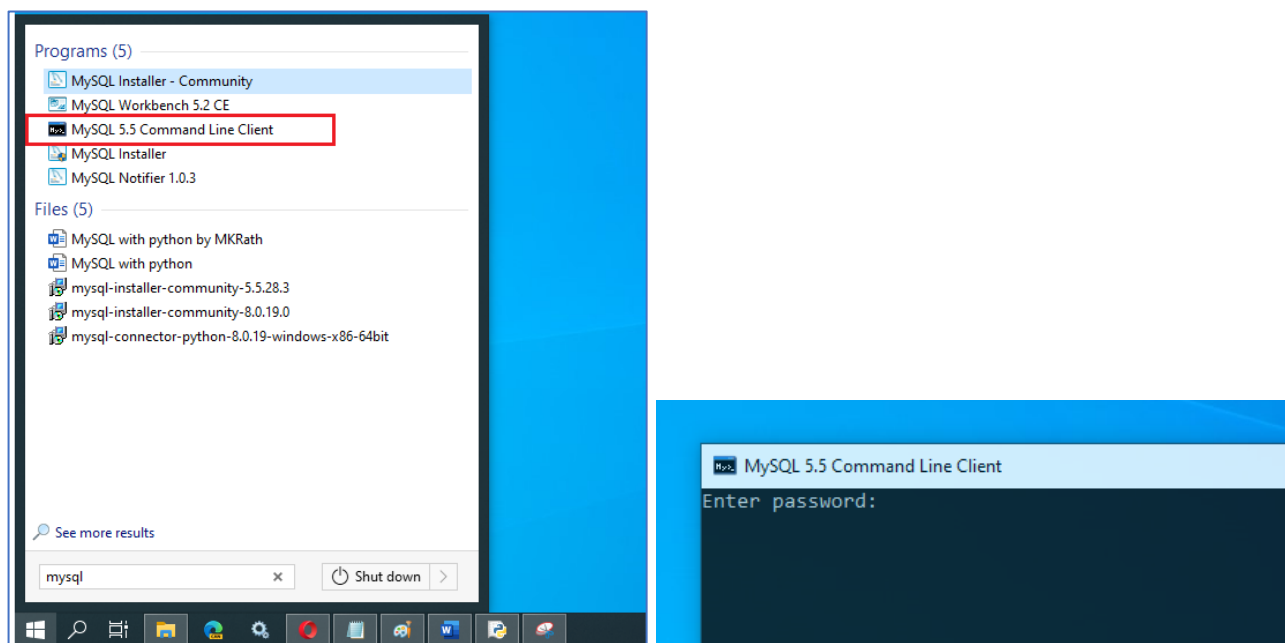 Programs (5)
MySQL Installer - Community
MySQL Workbench 5.2 CE
MySQL 5.5 Command Line Client
MySQL Installer
MySQL Notifier 1.0.3
Files (5)
MySQL with python by MKRath
MySQL with python
mysql-installer-community-5.5.28.3
mysql-installer-community-8.0.19.0
mysql-connector-python-8.0.19-windows-x86-64bit
See more results
mysql
Shut down
MySQL 5.5 Command Line Client
Enter password: